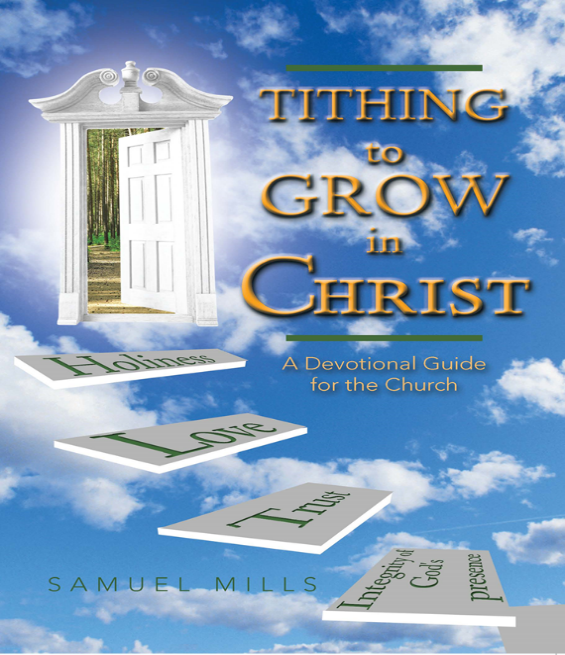 TITHING
to
GROW
in
CHRIST
A Devotional Guide
for the Church
Holiness
Love
Trust
Integrity of
God's
presence
SAMUEL MILLS